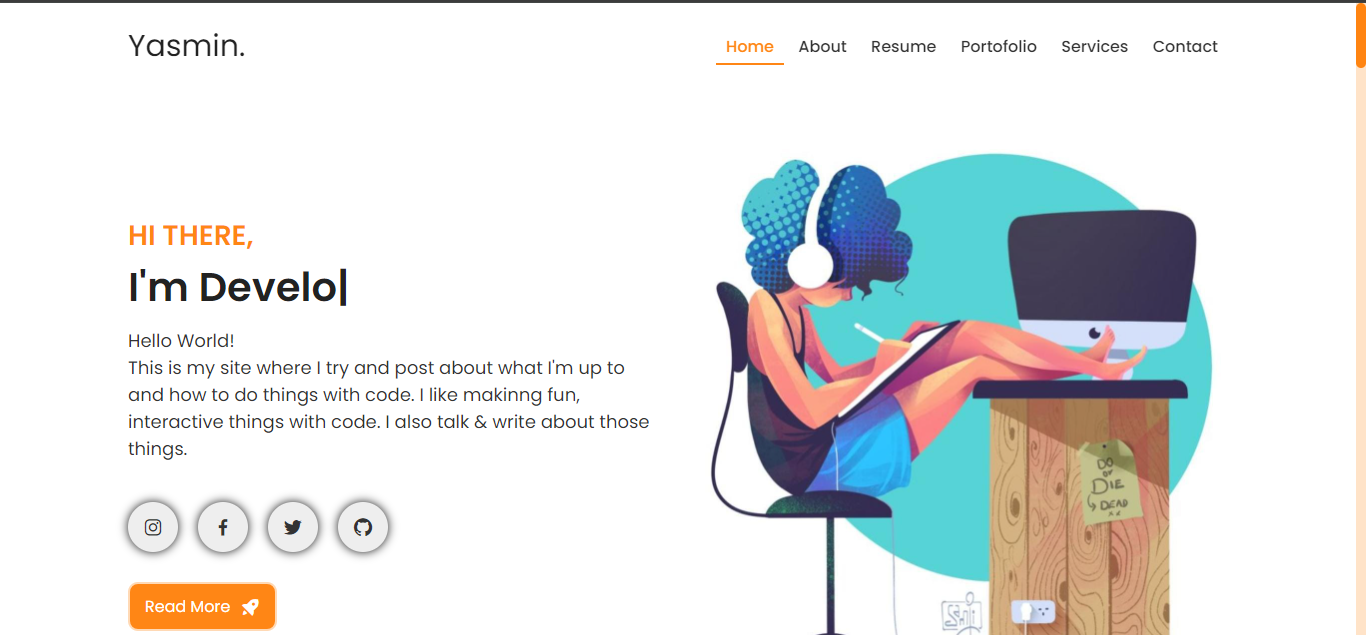 Yasmin.
Home About Resume Portofolio Services Contact
HI THERE,
I'm Develo|
Hello World!
This is my site where I try and post about what I'm up to
and how to do things with code. I like makinng fun,
interactive things with code. I also talk & write about those
things.
DO
or
DIE
DEAD
Read More